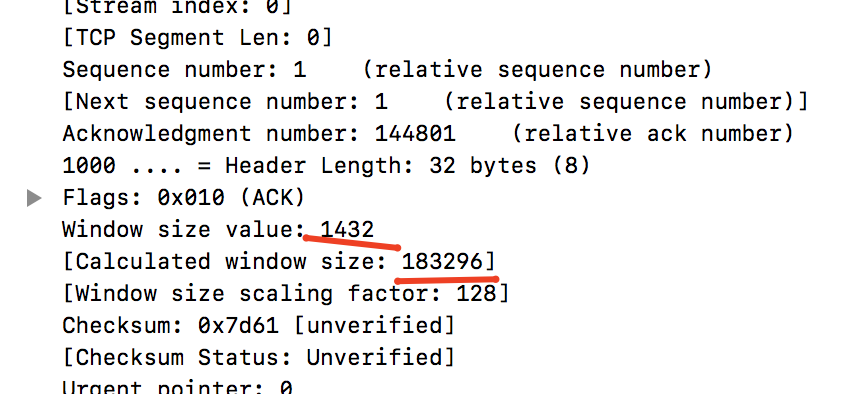 [Stream index: 0]
[TCP Segment Len: 0]
Sequence number: 1    (relative sequence number)
[Next sequence number: 1    (relative sequence number)]
Acknowledgment number: 144801    (relative ack number)
1000 .... = Header Length: 32 bytes (8)
Flags: 0x010 (ACK)
Window size value: 1432
[Calculated window size: 183296]
[Window size scaling factor: 128]
Checksum: 0x7d61 [unverified]
[Checksum Status: Unverified]
Urgent pointer: 0